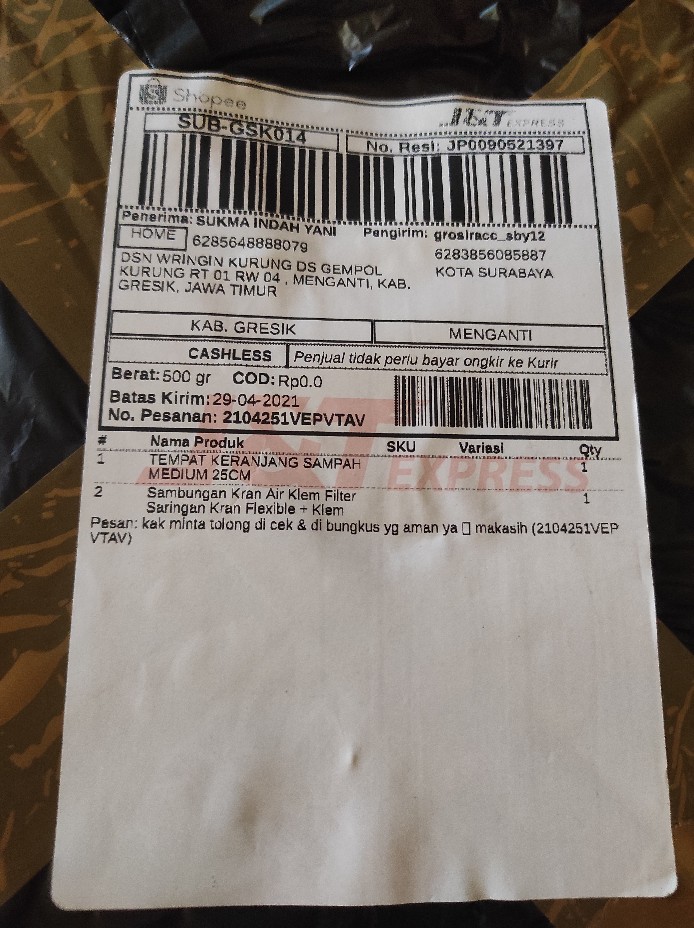 Shopee
J&T EXPRESS
SUB-GSK014
No. Resi: JP0090521397
Penerima: SUKMA INDAH YANI
Pengirim: grosiracc_sby12
HOME
6285648888079
6283856085887
DSN WRINGIN KURUNG DS GEMPOL
KOTA SURABAYA
KURUNG RT 01 RW 04 , MENGANTI, KAB.
GRESIK, JAWA TIMUR
KAB. GRESIK
MENGANTI
CASHLESS
Penjual tidak perlu bayar ongkir ke Kurir
Berat: 500 gr COD: Rp0.0
Batas Kirim: 29-04-2021
No. Pesanan: 2104251VEPVTAV
J&T EXPRESS
# Nama Produk SKU Variasi Qty
1 TEMPAT KERANJANG SAMPAH 1
MEDIUM 25CM
2 Sambungan Kran Air Klem Filter 1
Saringan Kran Flexible + Klem
Pesan: kak minta tolong di cek & di bungkus yg aman ya ▯ makasih (2104251VEP
VTAV)